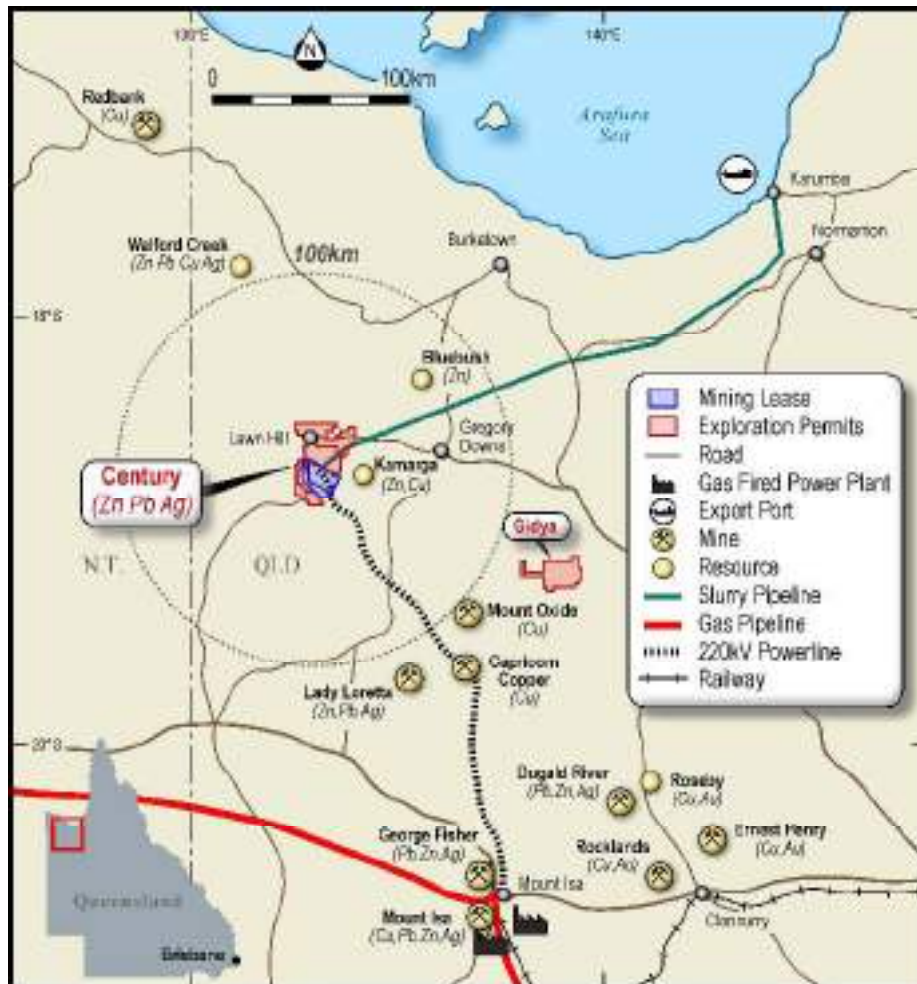 138°E
140°E
N
0
100km
Redbank
(Cu)
Arafura
Sea
Karumba
Normanton
Walford Creek
(Zn Pb Cu Ag)
100km
Burketown
18°S
Bluebush
(Zn)
Lawn Hill
Gregory
Downs
Century
(Zn Pb Ag)
Kamarga
(Zn,Cu)
N.T.
QLD
Gidya
Mount Oxide
(Cu)
Capricorn
Copper
(Cu)
Lady Loretta
(Zn,Pb Ag)
Mining Lease
Exploration Permits
Road
Gas Fired Power Plant
Export Port
Mine
Resource
Slurry Pipeline
Gas Pipeline
220kV Powerline
Railway
20°S
Dugald River
(Pb,Zn,Ag)
Roseby
(Cu,Au)
George Fisher
(Pb,Zn,Ag)
Rocklands
(Cu,Au)
Ernest Henry
(Cu,Au)
Mount Isa
Cloncurry
Mount Isa
(Cu,Pb,Zn,Ag)
Queensland
Brisbane